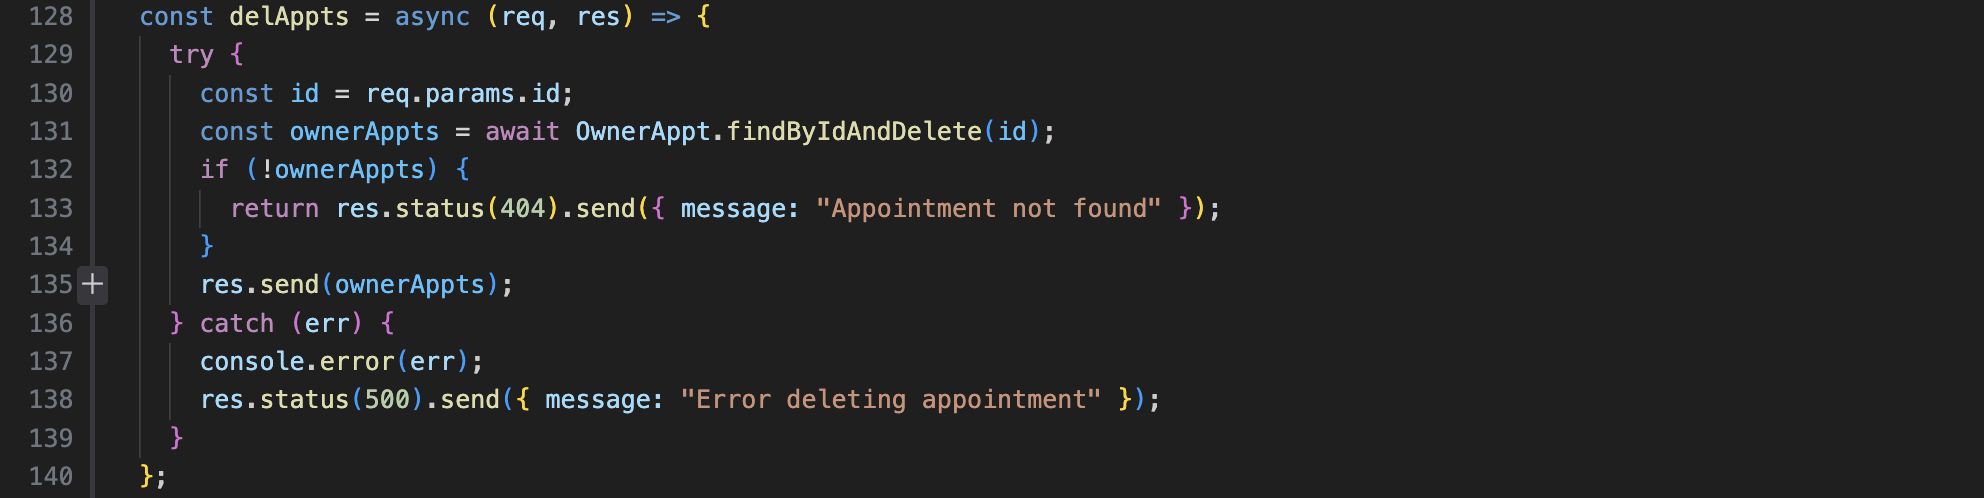 128 const delAppts = async (req, res) => {
129 try {
130 const id = req.params.id;
131 const ownerAppts = await OwnerAppt.findByIdAndDelete(id);
132 if (!ownerAppts) {
133 return res.status(404).send({ message: "Appointment not found" });
134 }
135 + res.send(ownerAppts);
136 } catch (err) {
137 console.error(err);
138 res.status(500).send({ message: "Error deleting appointment" });
139 }
140 };